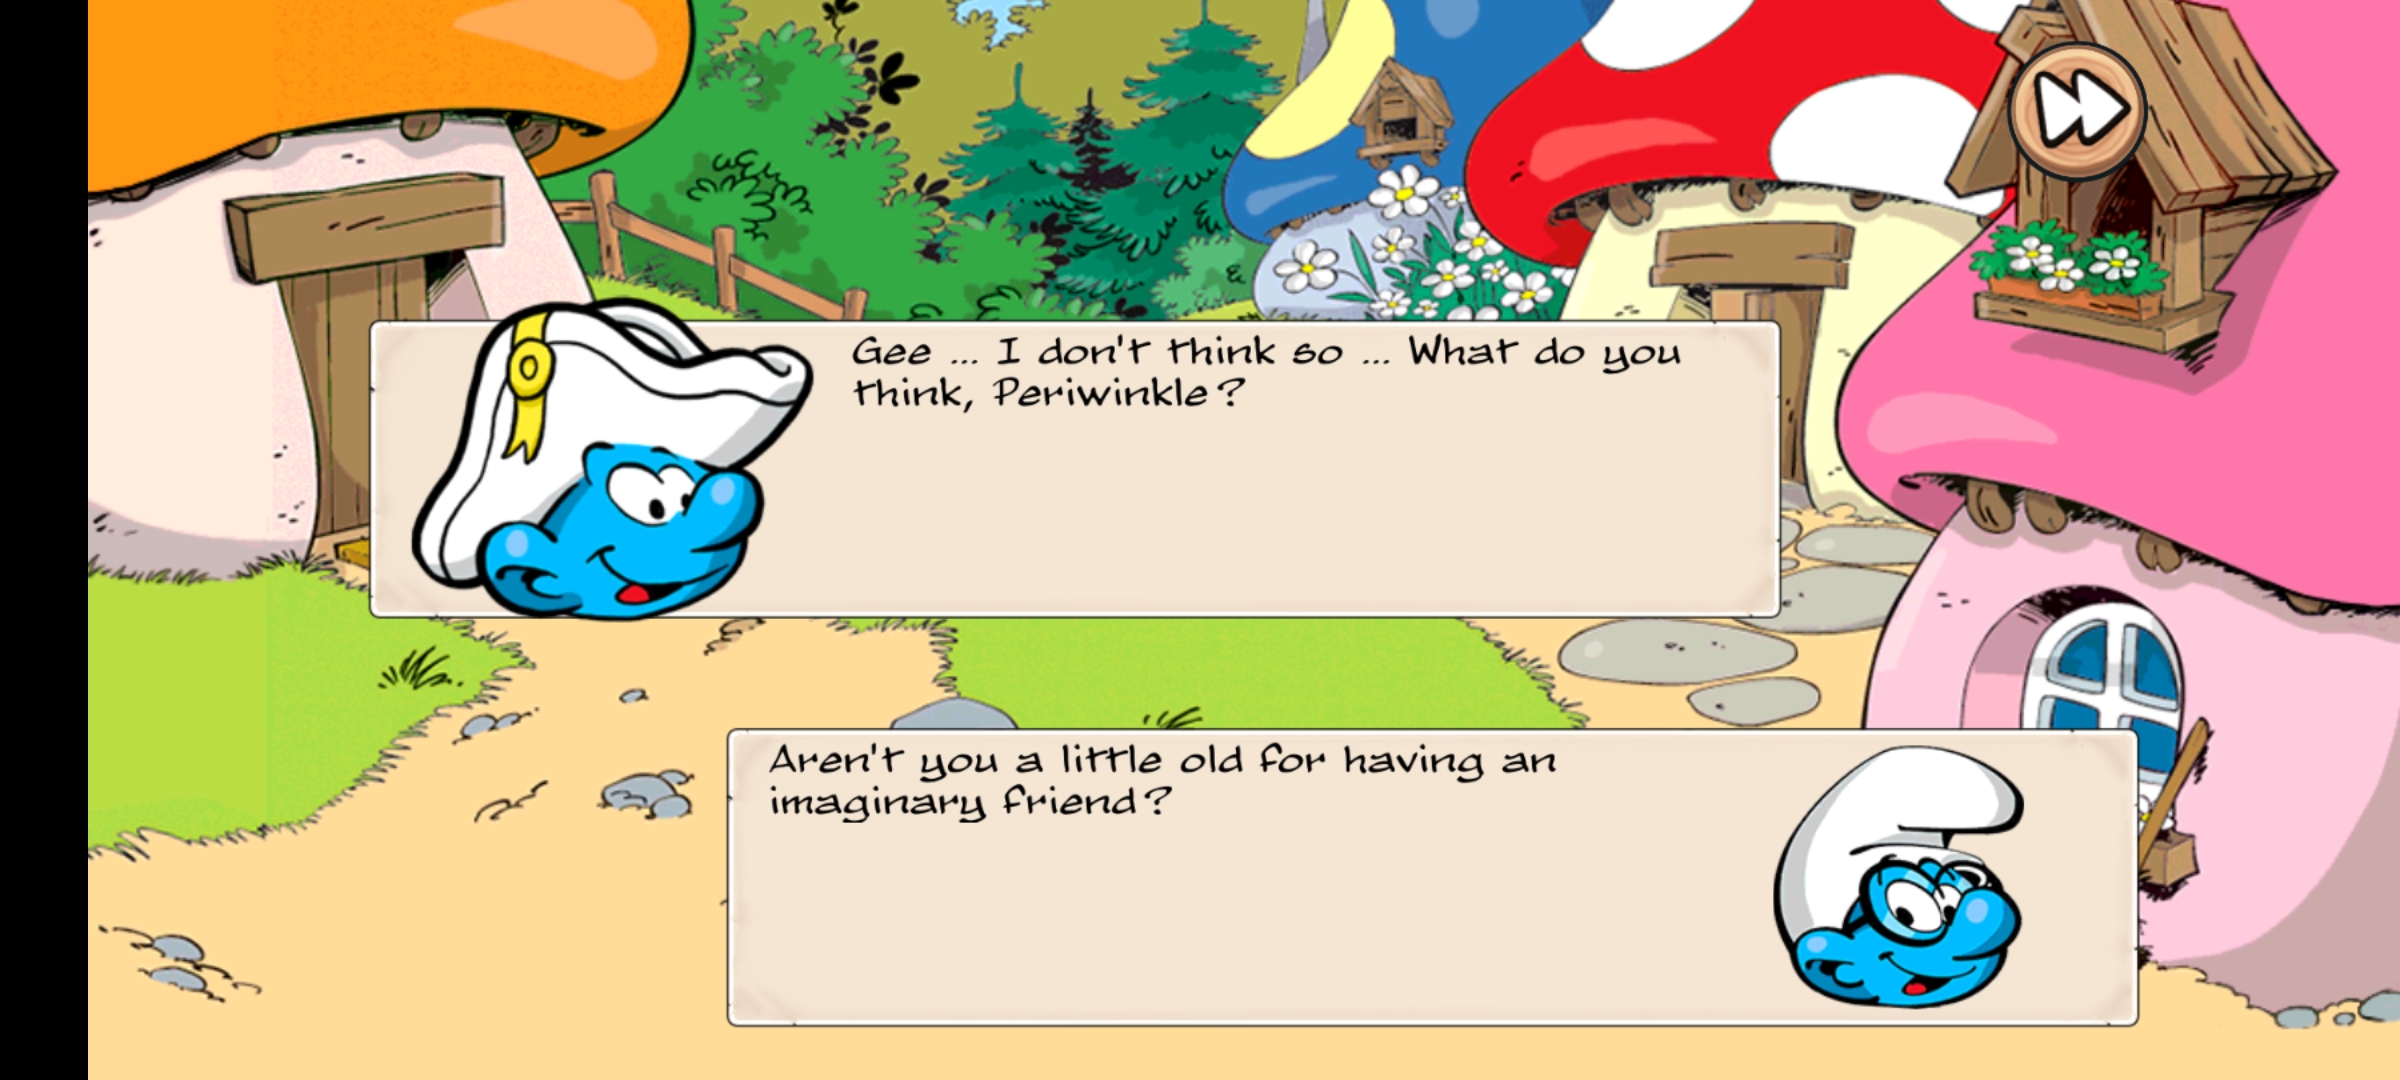 Gee ... I don't think so ... What do you
think, Periwinkle?
Aren't you a little old for having an
imaginary friend?